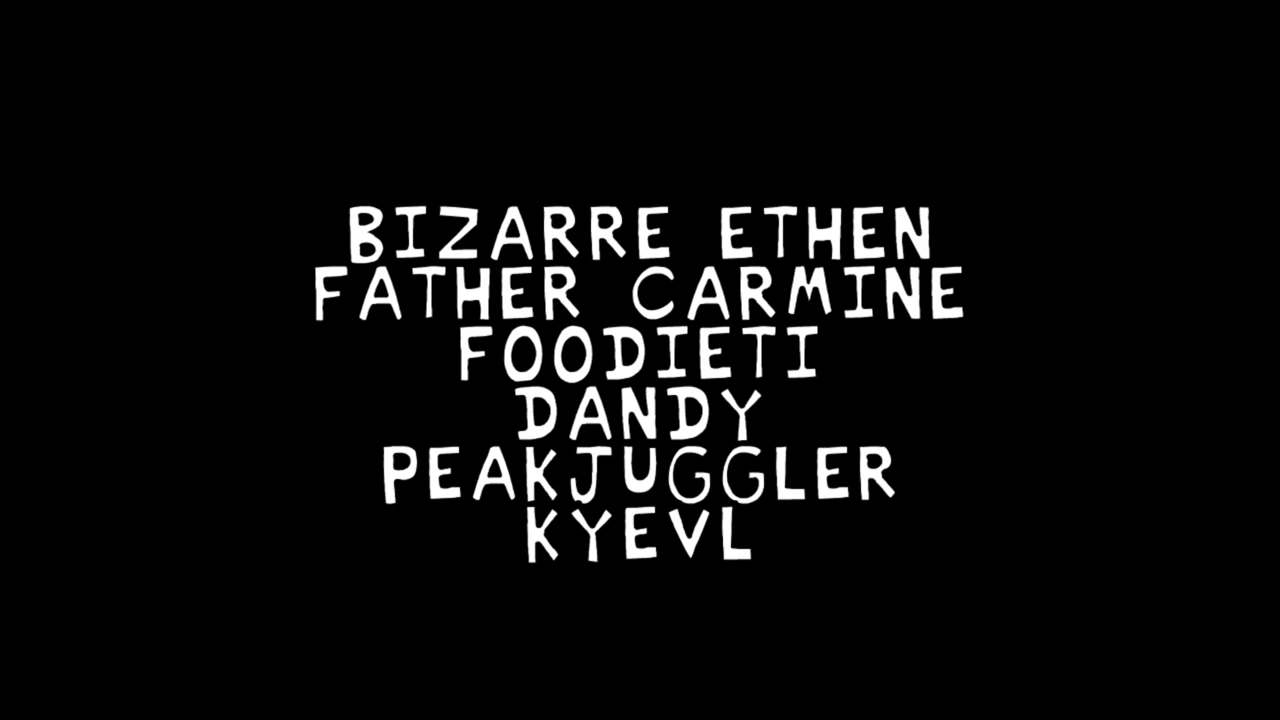 BIZARRE ETHEN
FATHER CARMINE
FOODIETI
DANDY
PEAKJUGGLER
KYEVL